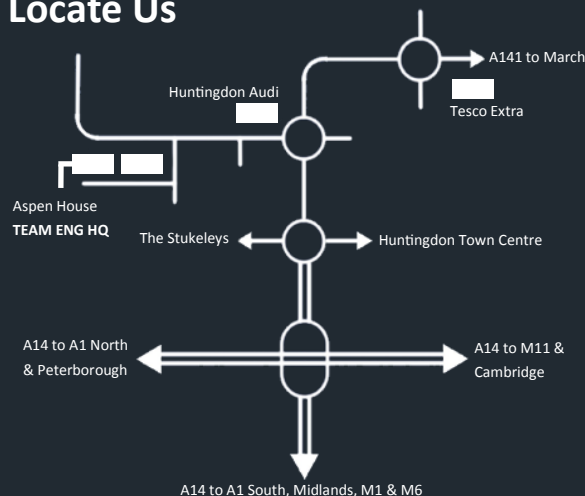 Locate Us
A141 to March
Huntingdon Audi
Tesco Extra
Aspen House
TEAM ENG HQ
The Stukeleys
Huntingdon Town Centre
A14 to A1 North
& Peterborough
A14 to M11 &
Cambridge
A14 to A1 South, Midlands, M1 & M6